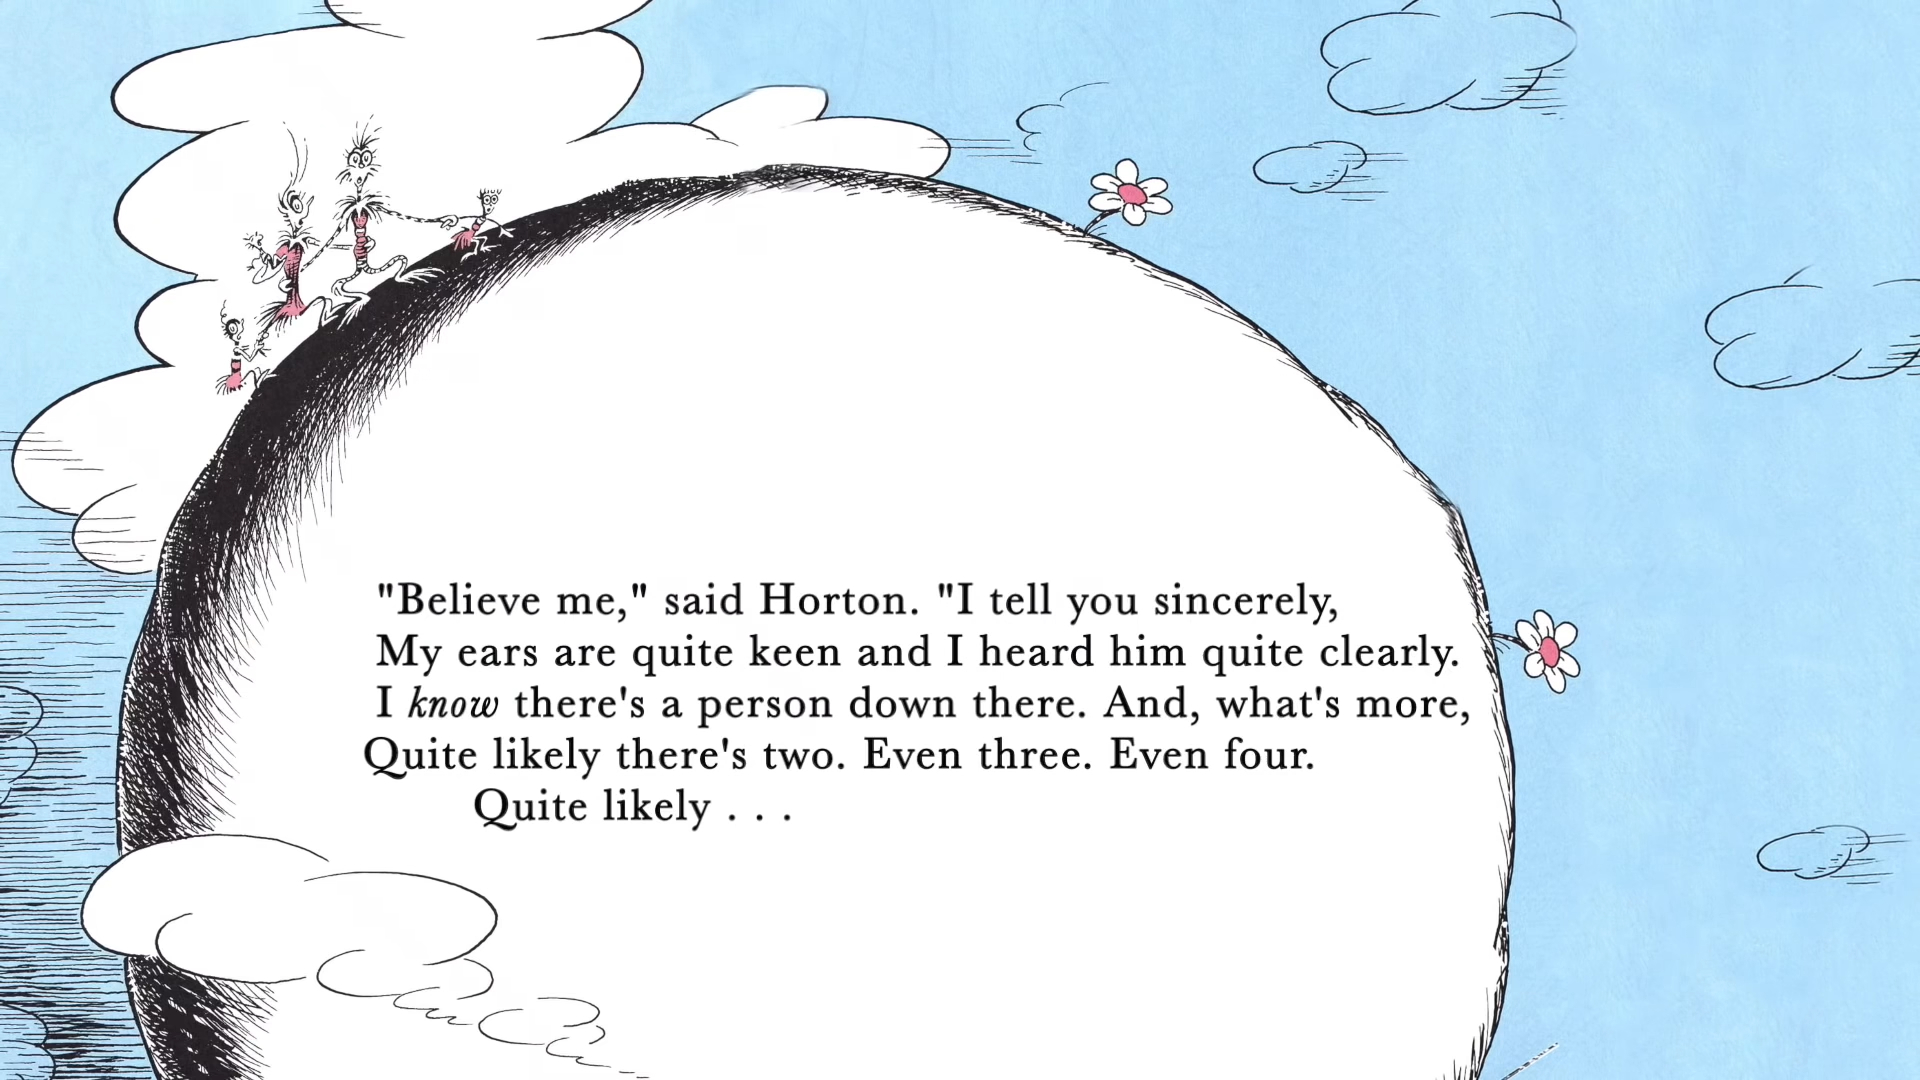 "Believe me," said Horton. "I tell you sincerely,
My ears are quite keen and I heard him quite clearly.
I know there's a person down there. And, what's more,
Quite likely there's two. Even three. Even four.
Quite likely . . .